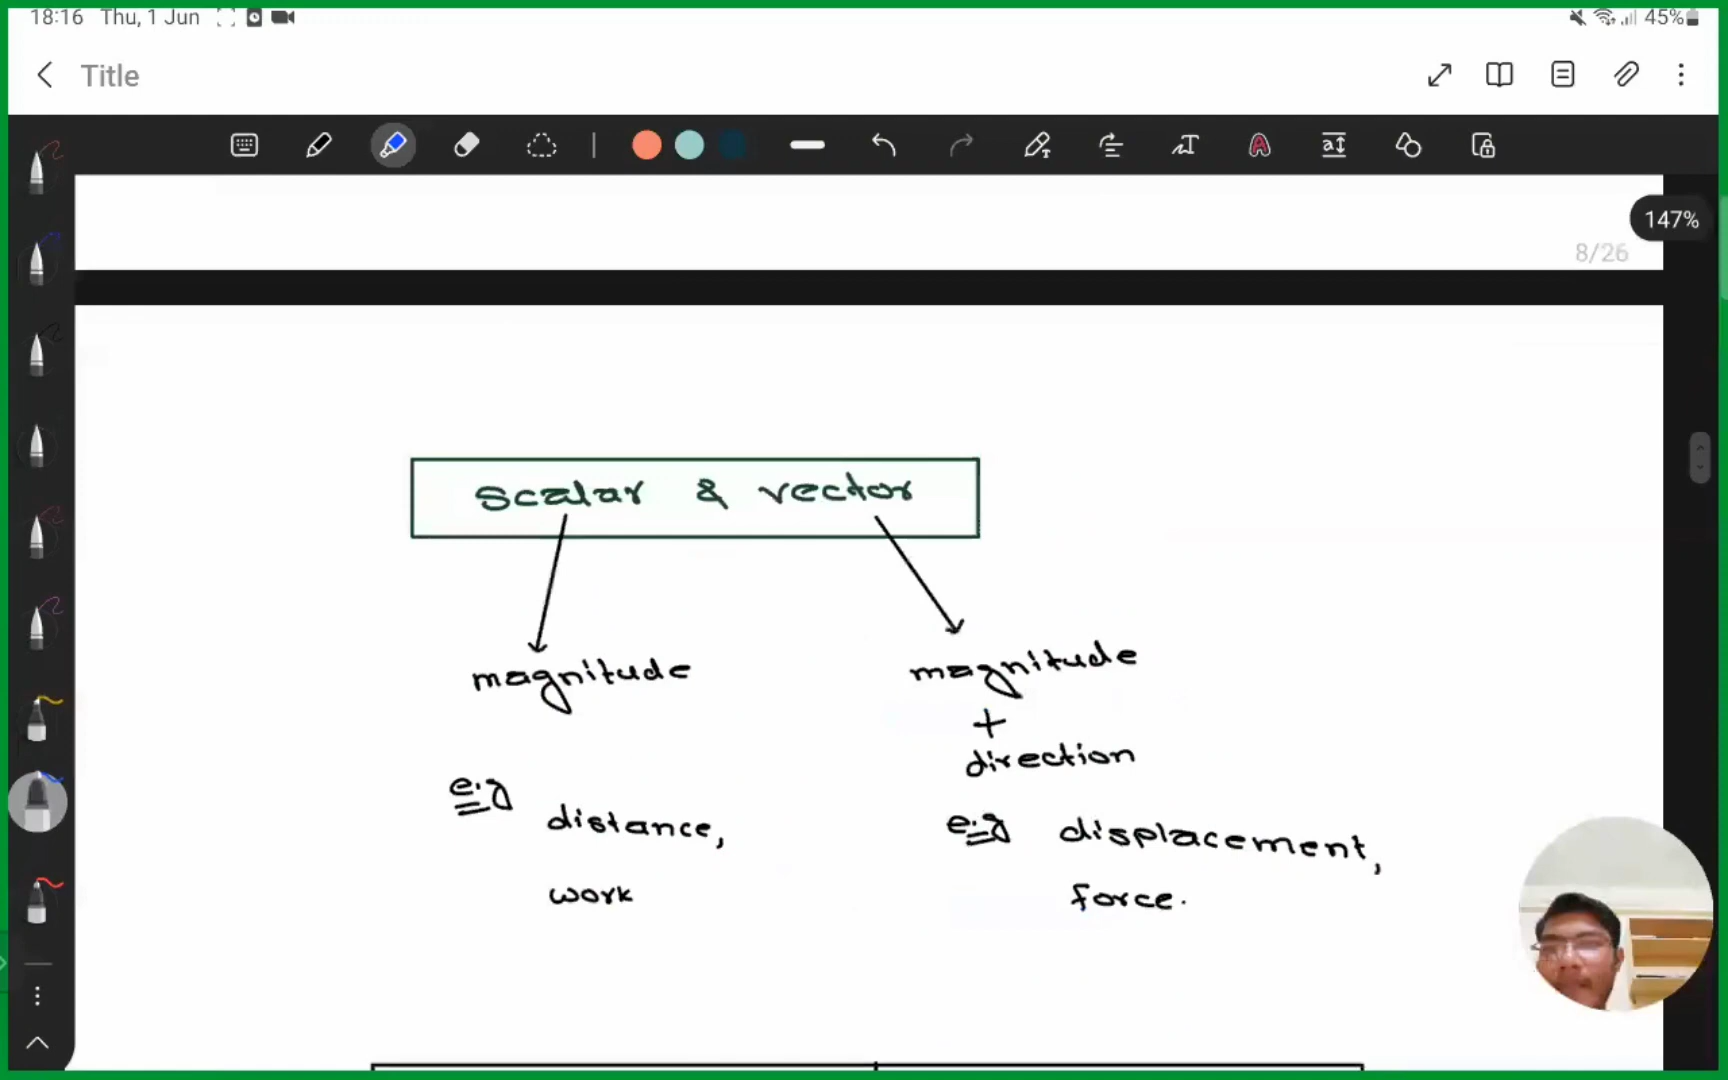 18:16 Thu, 1 Jun
45%
Title
147%
8/26
scalar & vector
magnitude
magnitude
+
direction
e.g
distance,
work
e.g displacement,
force.